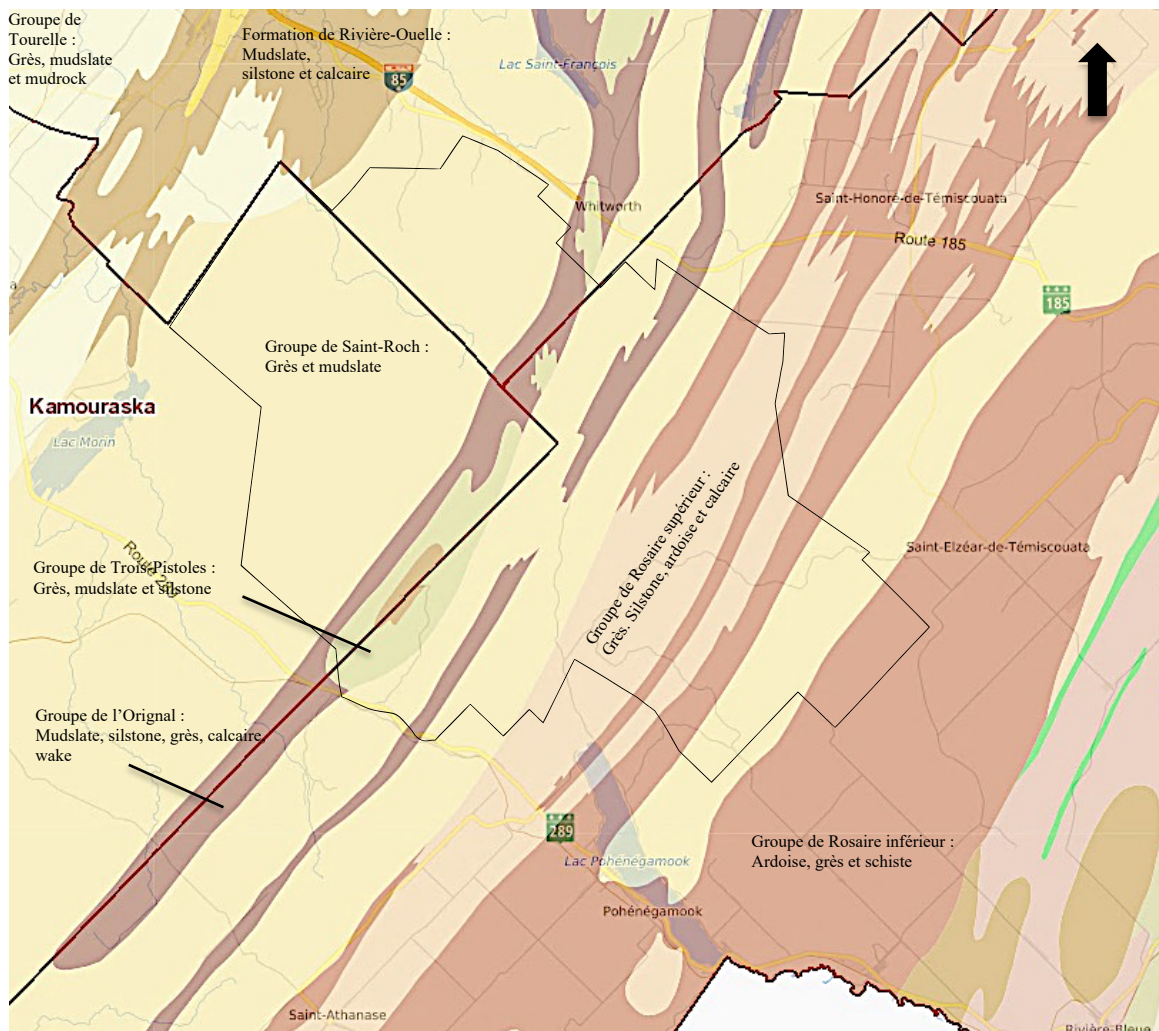 Groupe de
Tourelle :
Grès, mudslate
et mudrock
Formation de Rivière-Ouelle :
Mudslate,
silstone et calcaire
85
Lac Saint-François
Whitworth
Saint-Honoré-de-Témiscouata
Route 185
185
Groupe de Saint-Roch :
Grès et mudslate
Kamouraska
Lac Morin
Groupe de Rosaire supérieur :
Grès. Silstone, ardoise et calcaire
Saint-Elzéar-de-Témiscouata
Groupe de Trois-Pistoles :
Grès, mudslate et silstone
Groupe de l'Orignal :
Mudslate, silstone, grès, calcaire,
wake
289
Lac Pohénégamook
Groupe de Rosaire inférieur :
Ardoise, grès et schiste
Pohénégamook
Saint-Athanase
Rivière-Bleue